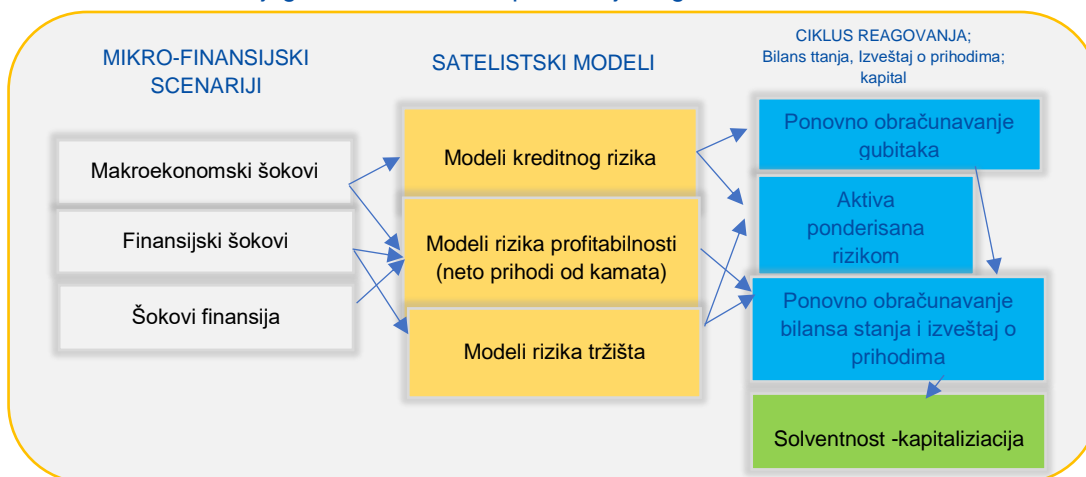 MIKRO-FINANSIJSKI
SCENARIJI
Makroekonomski šokovi
Finansijski šokovi
Šokovi finansija
SATELISTSKI MODELI
Modeli kreditnog rizika
Modeli rizika profitabilnosti
(neto prihodi od kamata)
Modeli rizika tržišta
CIKLUS REAGOVANJA;
Bilans ttanja, Izveštaj o prihodima;
kapital
Ponovno obračunavanje
gubitaka
Aktiva
ponderisana
rizikom
Ponovno obračunavanje
bilansa stanja i izveštaj o
prihodima
Solventnost -kapitaliziacija